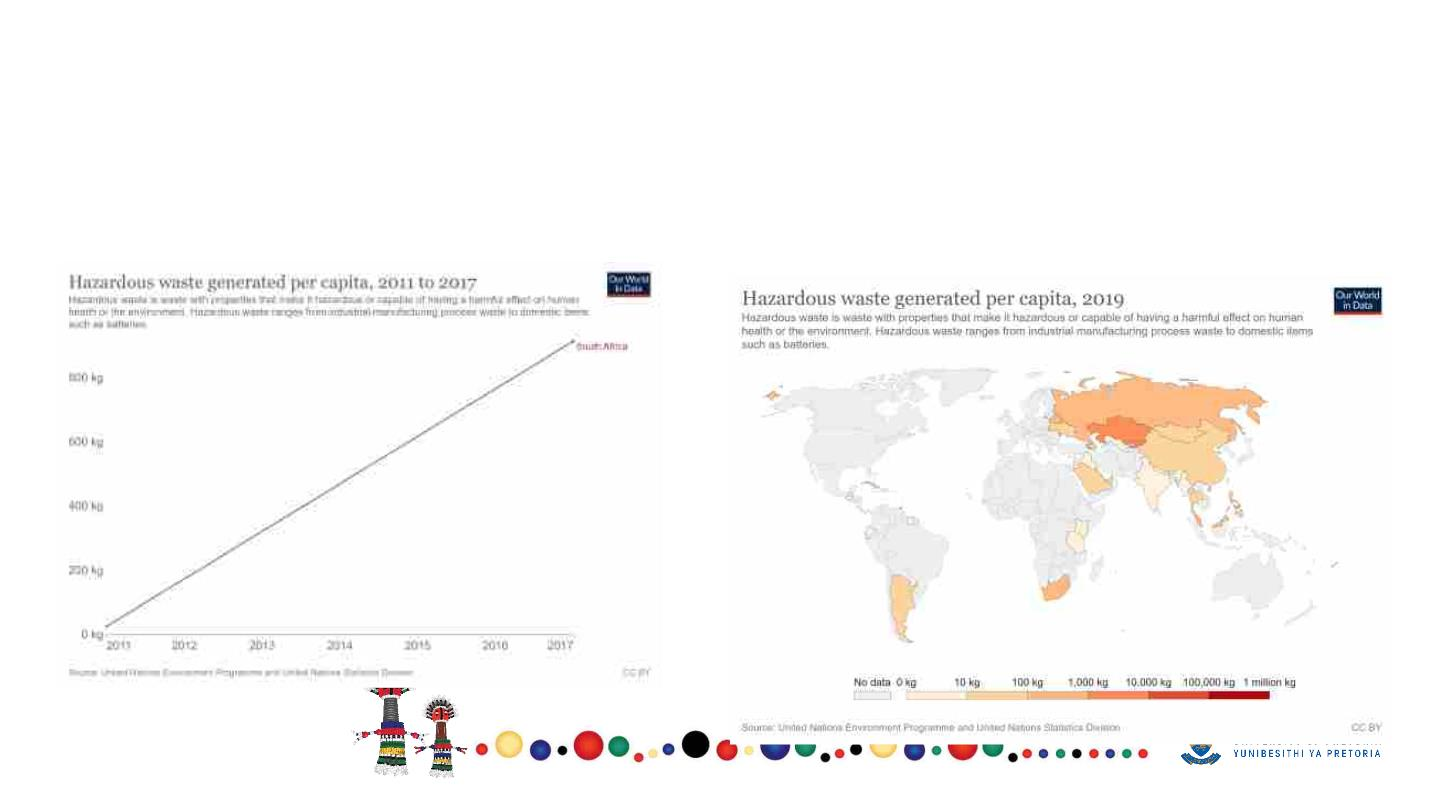 Hazardous waste generated per capita, 2011 to 2017
Our World
in Data
Hazardous waste is waste with properties that make it hazardous or capable of having a harmful effect on human
health or the environment. Hazardous waste ranges from industrial manufacturing process waste to domestic items
such as batteries.
South Africa
800 kg
600 kg
400 kg
200 kg
0 kg
2011 2012 2013 2014 2015 2016 2017
Source: United Nations Environment Programme and United Nations Statistics Division
CC BY
Hazardous waste generated per capita, 2019
Our World
in Data
Hazardous waste is waste with properties that make it hazardous or capable of having a harmful effect on human
health or the environment. Hazardous waste ranges from industrial manufacturing process waste to domestic items
such as batteries.
No data 0 kg 10 kg 100 kg 1,000 kg 10,000 kg 100,000 kg 1 million kg
Source: United Nations Environment Programme and United Nations Statistics Division
CC BY
YUNIBESITHI YA PRETORIA